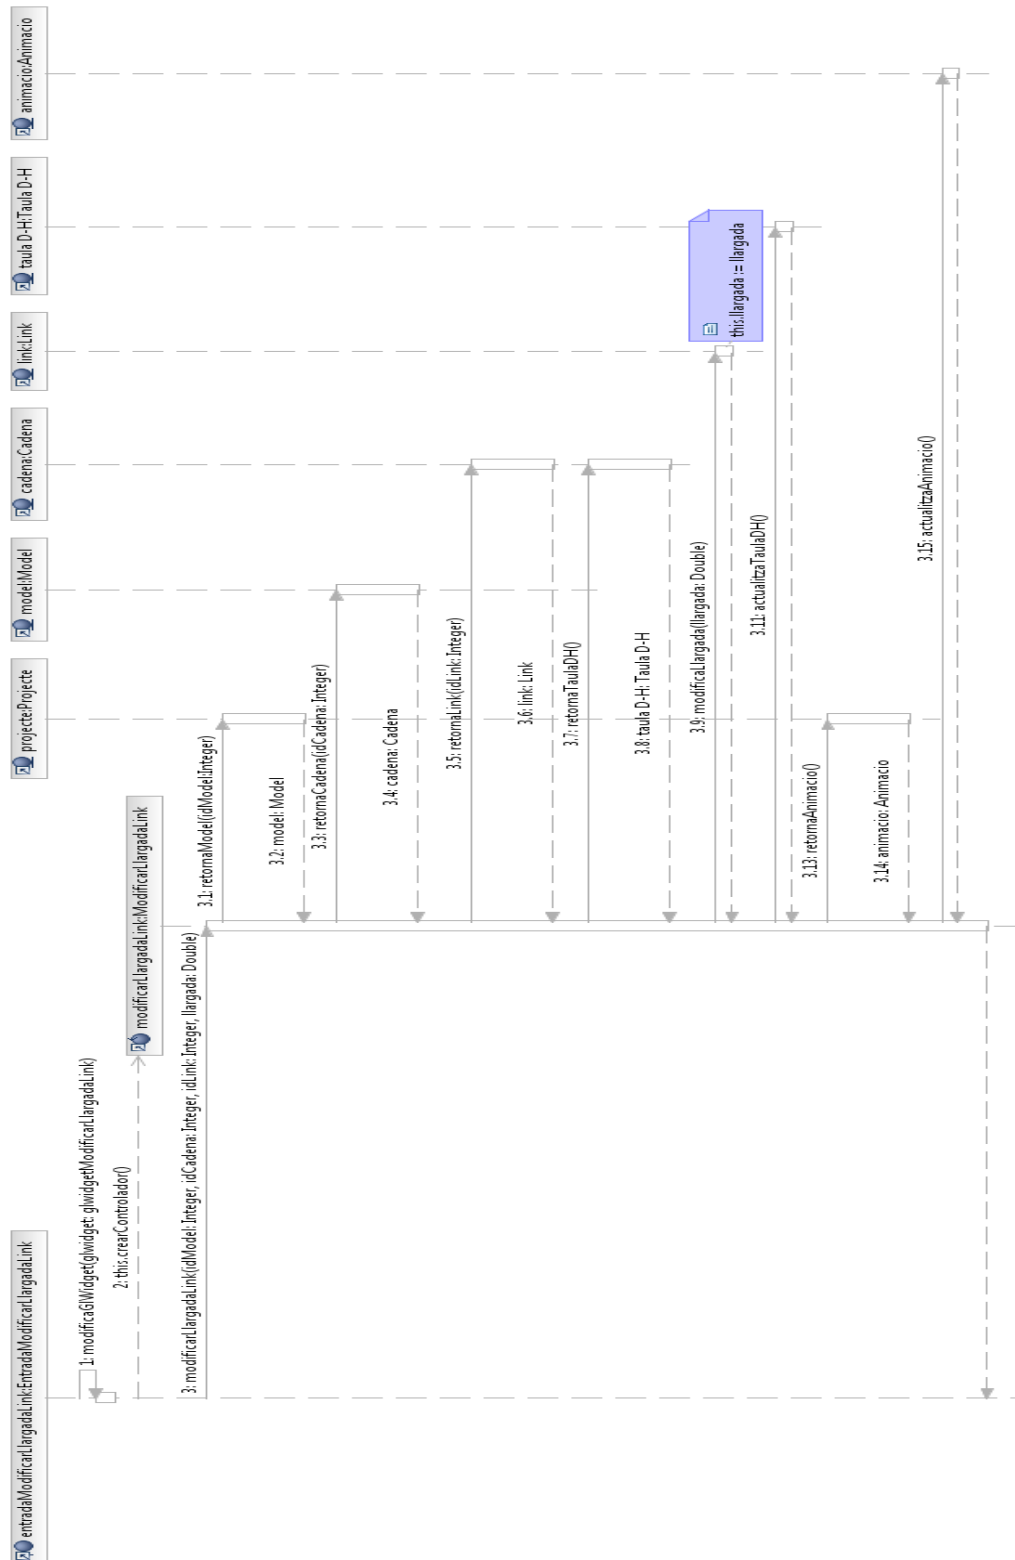 entradaModificarLlargadaLink:EntradaModificarLlargadaLink
modificarLlargadaLink:ModificarLlargadaLink
projecte:Projecte
model:Model
cadena:Cadena
link:Link
taula D-H:Taula D-H
animacio:Animacio
1: modificaGlWidget(glwidget: glwidgetModificarLlargadaLink)
2: this.crearControlador()
3: modificarLlargadaLink(idModel: Integer, idCadena: Integer, idLink: Integer, llargada: Double)
3.1: retornaModel(idModel:Integer)
3.2: model: Model
3.3: retornaCadena(idCadena: Integer)
3.4: cadena: Cadena
3.5: retornaLink(idLink: Integer)
3.6: link: Link
3.7: retornaTaulaDH()
3.8: taula D-H: Taula D-H
3.9: modificaLlargada(llargada: Double)
this.llargada := llargada
3.11: actualitzaTaulaDH()
3.13: retornaAnimacio()
3.14: animacio: Animacio
3.15: actualitzaAnimacio()